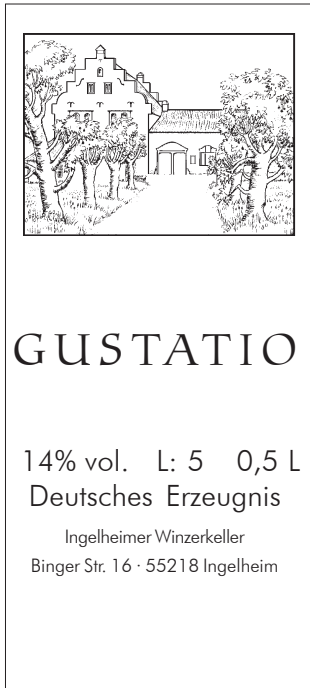 GUSTATIO
14% vol. L: 5 0,5 L
Deutsches Erzeugnis
Ingelheimer Winzerkeller
Binger Str. 16 · 55218 Ingelheim